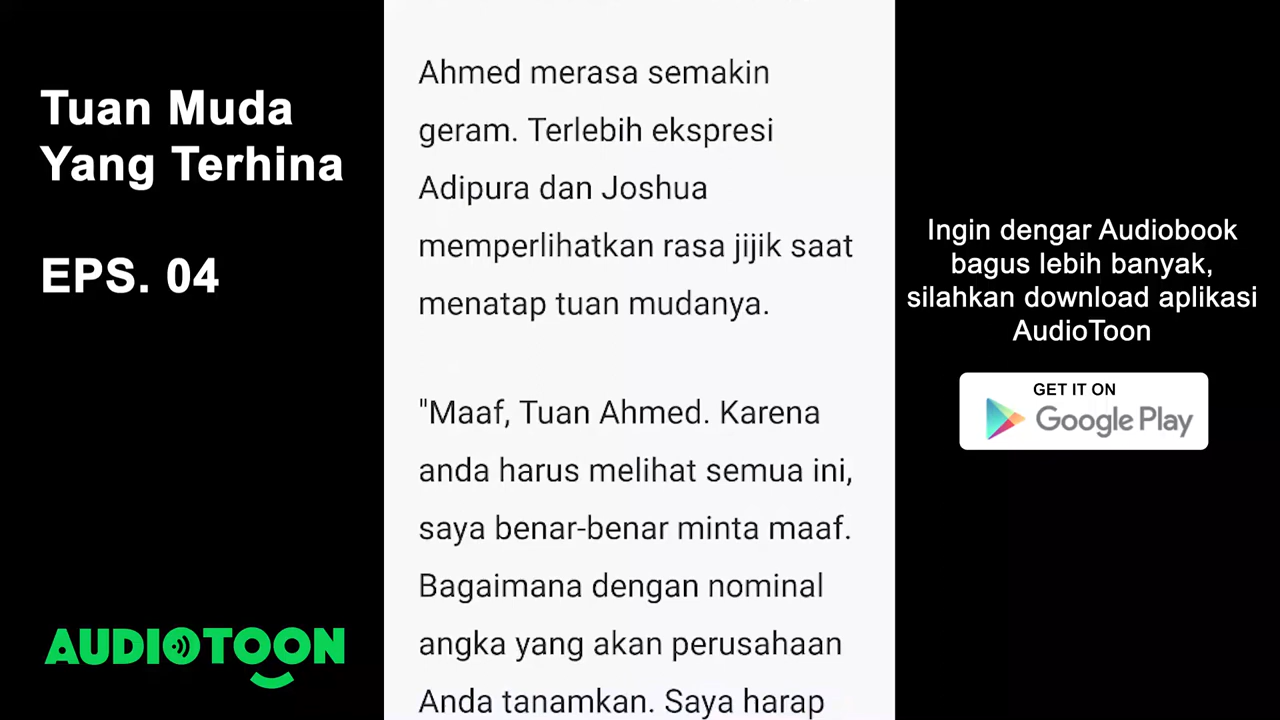 Tuan Muda
Yang Terhina
EPS. 04
AUDIOTOON
Ahmed merasa semakin
geram. Terlebih ekspresi
Adipura dan Joshua
memperlihatkan rasa jijik saat
menatap tuan mudanya.
"Maaf, Tuan Ahmed. Karena
anda harus melihat semua ini,
saya benar-benar minta maaf.
Bagaimana dengan nominal
angka yang akan perusahaan
Anda tanamkan. Saya harap
Ingin dengar Audiobook
bagus lebih banyak,
silahkan download aplikasi
AudioToon
GET IT ON
Google Play